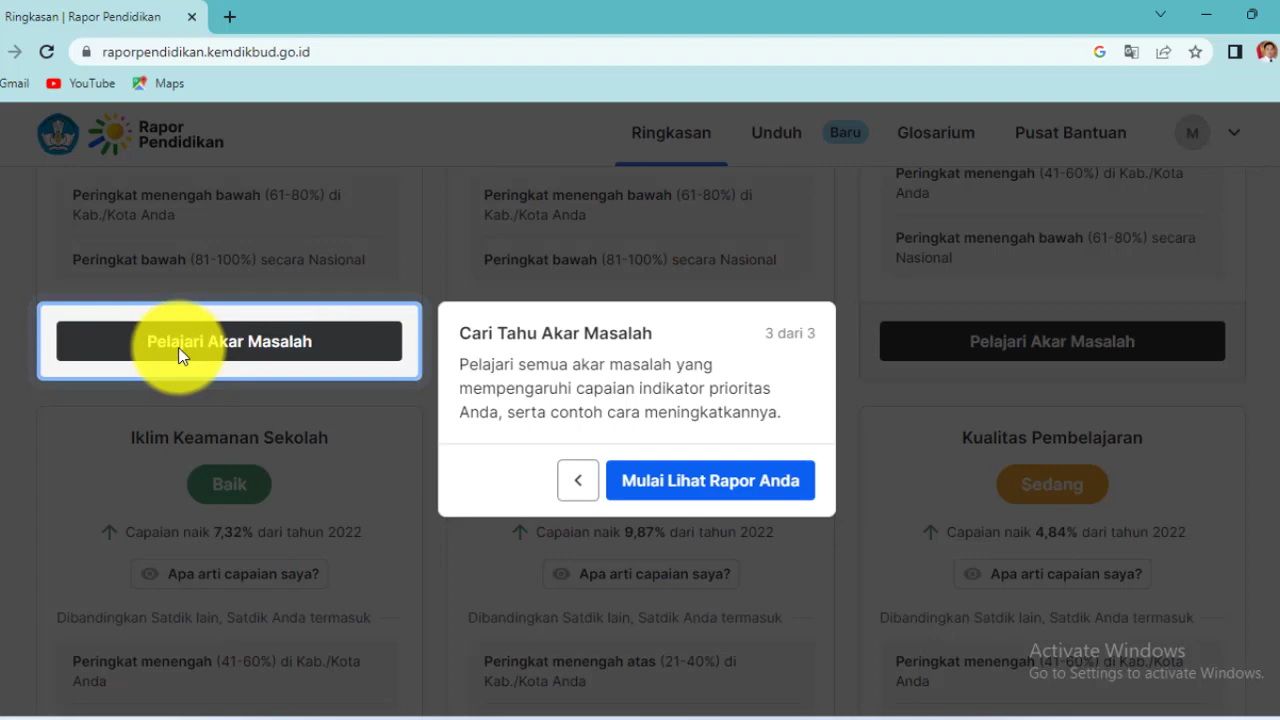 Ringkasan | Rapor Pendidikan
raporpendidikan.kemdikbud.go.id
Gmail
YouTube
Maps
Rapor
Pendidikan
Ringkasan
Unduh
Baru
Glosarium
Pusat Bantuan
M
Peringkat menengah bawah (61-80%) di
Kab./Kota Anda
Peringkat bawah (81-100%) secara Nasional
Peringkat menengah bawah (61-80%) di
Kab./Kota Anda
Peringkat bawah (81-100%) secara Nasional
Peringkat menengah (41-60%) di Kab./Kota
Anda
Peringkat menengah bawah (61-80%) secara
Nasional
Pelajari Akar Masalah
Cari Tahu Akar Masalah
3 dari 3
Pelajari semua akar masalah yang
mempengaruhi capaian indikator prioritas
Anda, serta contoh cara meningkatkannya.
Mulai Lihat Rapor Anda
Pelajari Akar Masalah
Iklim Keamanan Sekolah
Baik
Capaian naik 7,32% dari tahun 2022
Apa arti capaian saya?
Dibandingkan Satdik lain, Satdik Anda termasuk
Peringkat menengah (41-60%) di Kab./Kota
Anda
Capaian naik 9,87% dari tahun 2022
Apa arti capaian saya?
Dibandingkan Satdik lain, Satdik Anda termasuk
Peringkat menengah atas (21-40%) di
Kab./Kota Anda
Kualitas Pembelajaran
Sedang
Capaian naik 4,84% dari tahun 2022
Apa arti capaian saya?
Dibandingkan Satdik lain, Satdik Anda termasuk
Peringkat menengah (41-60%) di Kab./Kota
Anda
Activate Windows
Go to Settings to activate Windows.